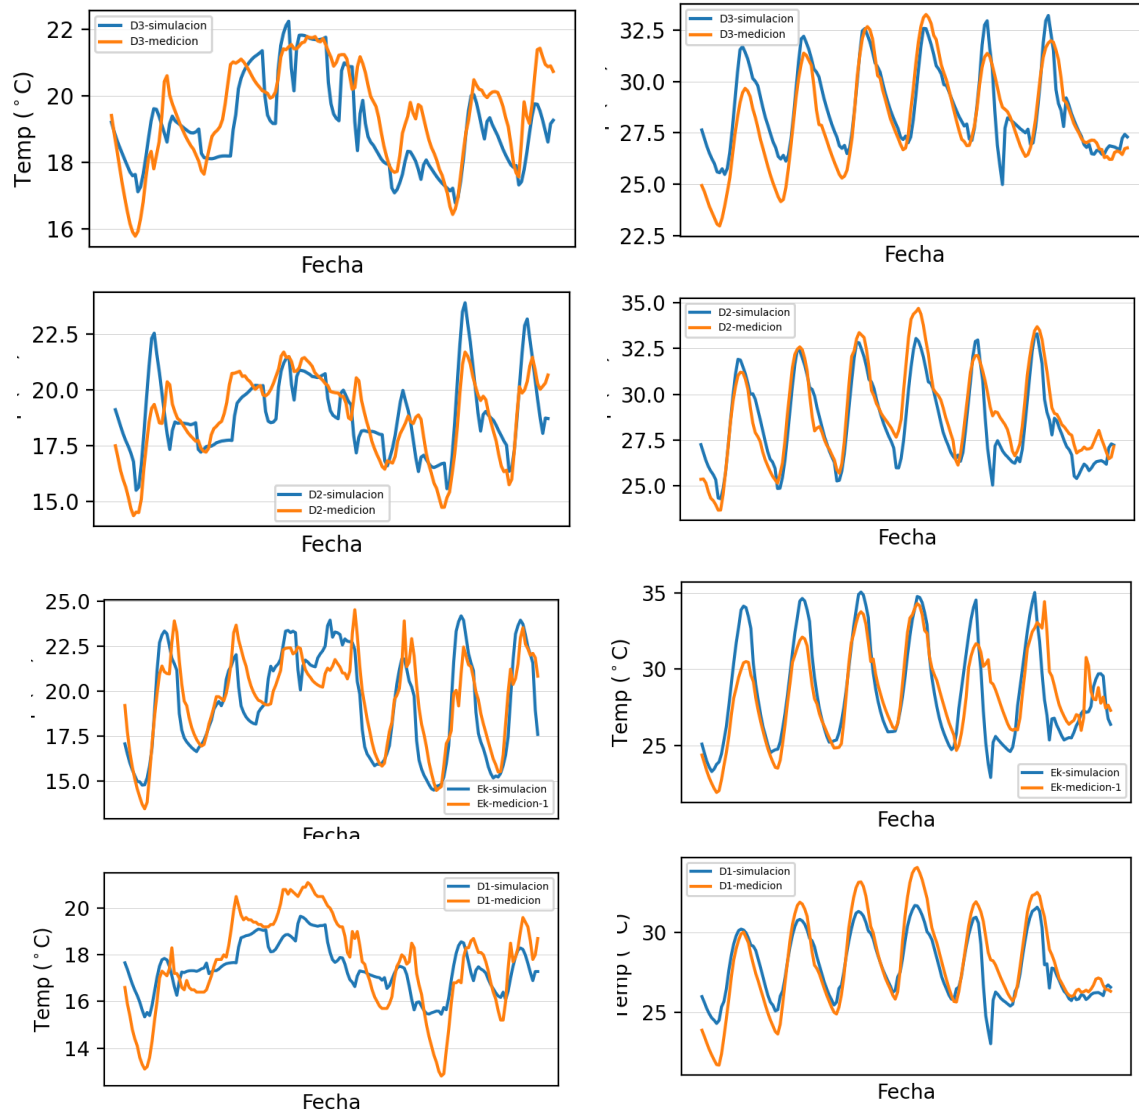 22
20
18
16
Temp (°C)
D3-simulacion
D3-medicion
Fecha
32.5
30.0
27.5
25.0
22.5
D3-simulacion
D3-medicion
Fecha
22.5
20.0
17.5
15.0
D2-simulacion
D2-medicion
Fecha
35.0
32.5
30.0
27.5
25.0
D2-simulacion
D2-medicion
Fecha
25.0
22.5
20.0
17.5
15.0
Ek-simulacion
Ek-medicion-1
Fecha
35
30
25
Temp (°C)
Ek-simulacion
Ek-medicion-1
Fecha
20
18
16
14
Temp (°C)
D1-simulacion
D1-medicion
Fecha
30
25
D1-simulacion
D1-medicion
Fecha